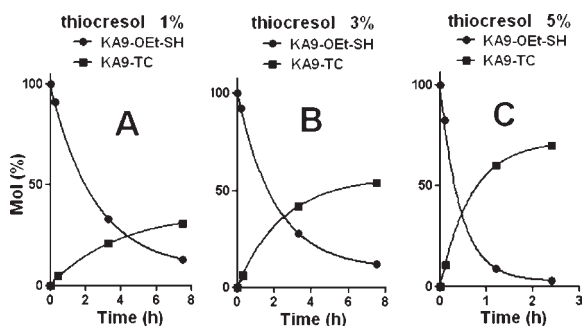 thiocresol 1%
KA9-OEt-SH
KA9-TC
A
100
50
0
Mol (%)
0 2 4 6 8
Time (h)
thiocresol 3%
KA9-OEt-SH
KA9-TC
B
100
50
0
0 2 4 6 8
Time (h)
thiocresol 5%
KA9-OEt-SH
KA9-TC
C
100
50
0
0 1 2 3
Time (h)